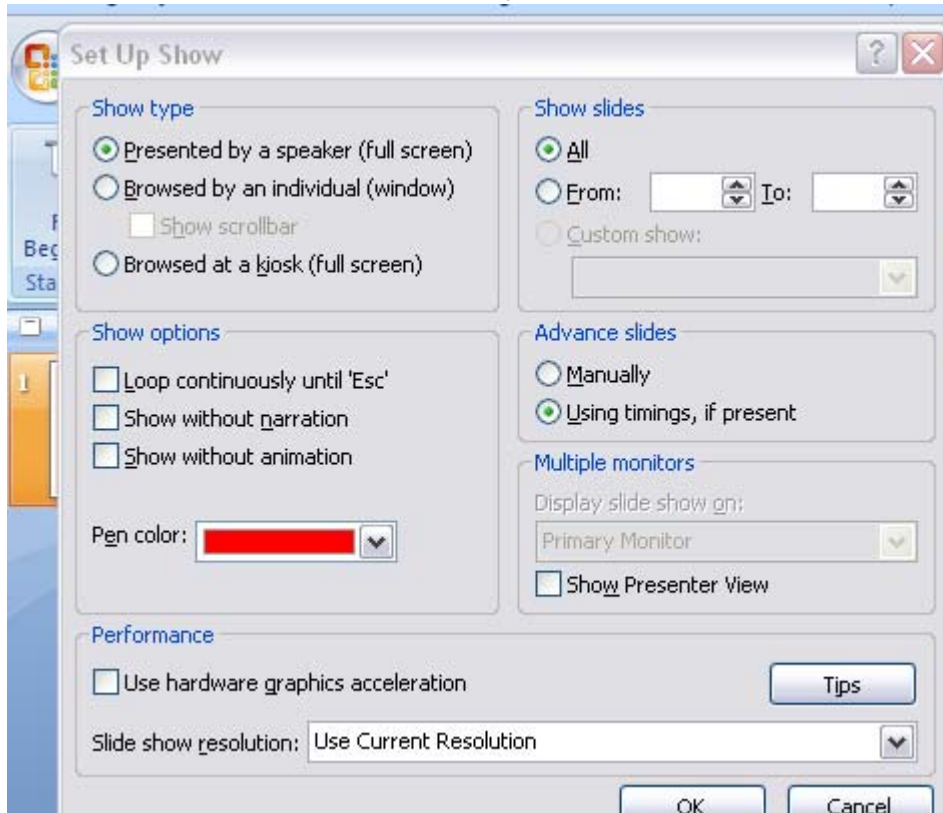 Set Up Show
Show type
Presented by a speaker (full screen)
Browsed by an individual (window)
Show scrollbar
Browsed at a kiosk (full screen)
Show slides
All
From: To:
Custom show:
Show options
Loop continuously until 'Esc'
Show without narration
Show without animation
Pen color:
Advance slides
Manually
Using timings, if present
Multiple monitors
Display slide show on:
Primary Monitor
Show Presenter View
Performance
Use hardware graphics acceleration
Tips
Slide show resolution: Use Current Resolution
OK Cancel
Beg
Sta
1